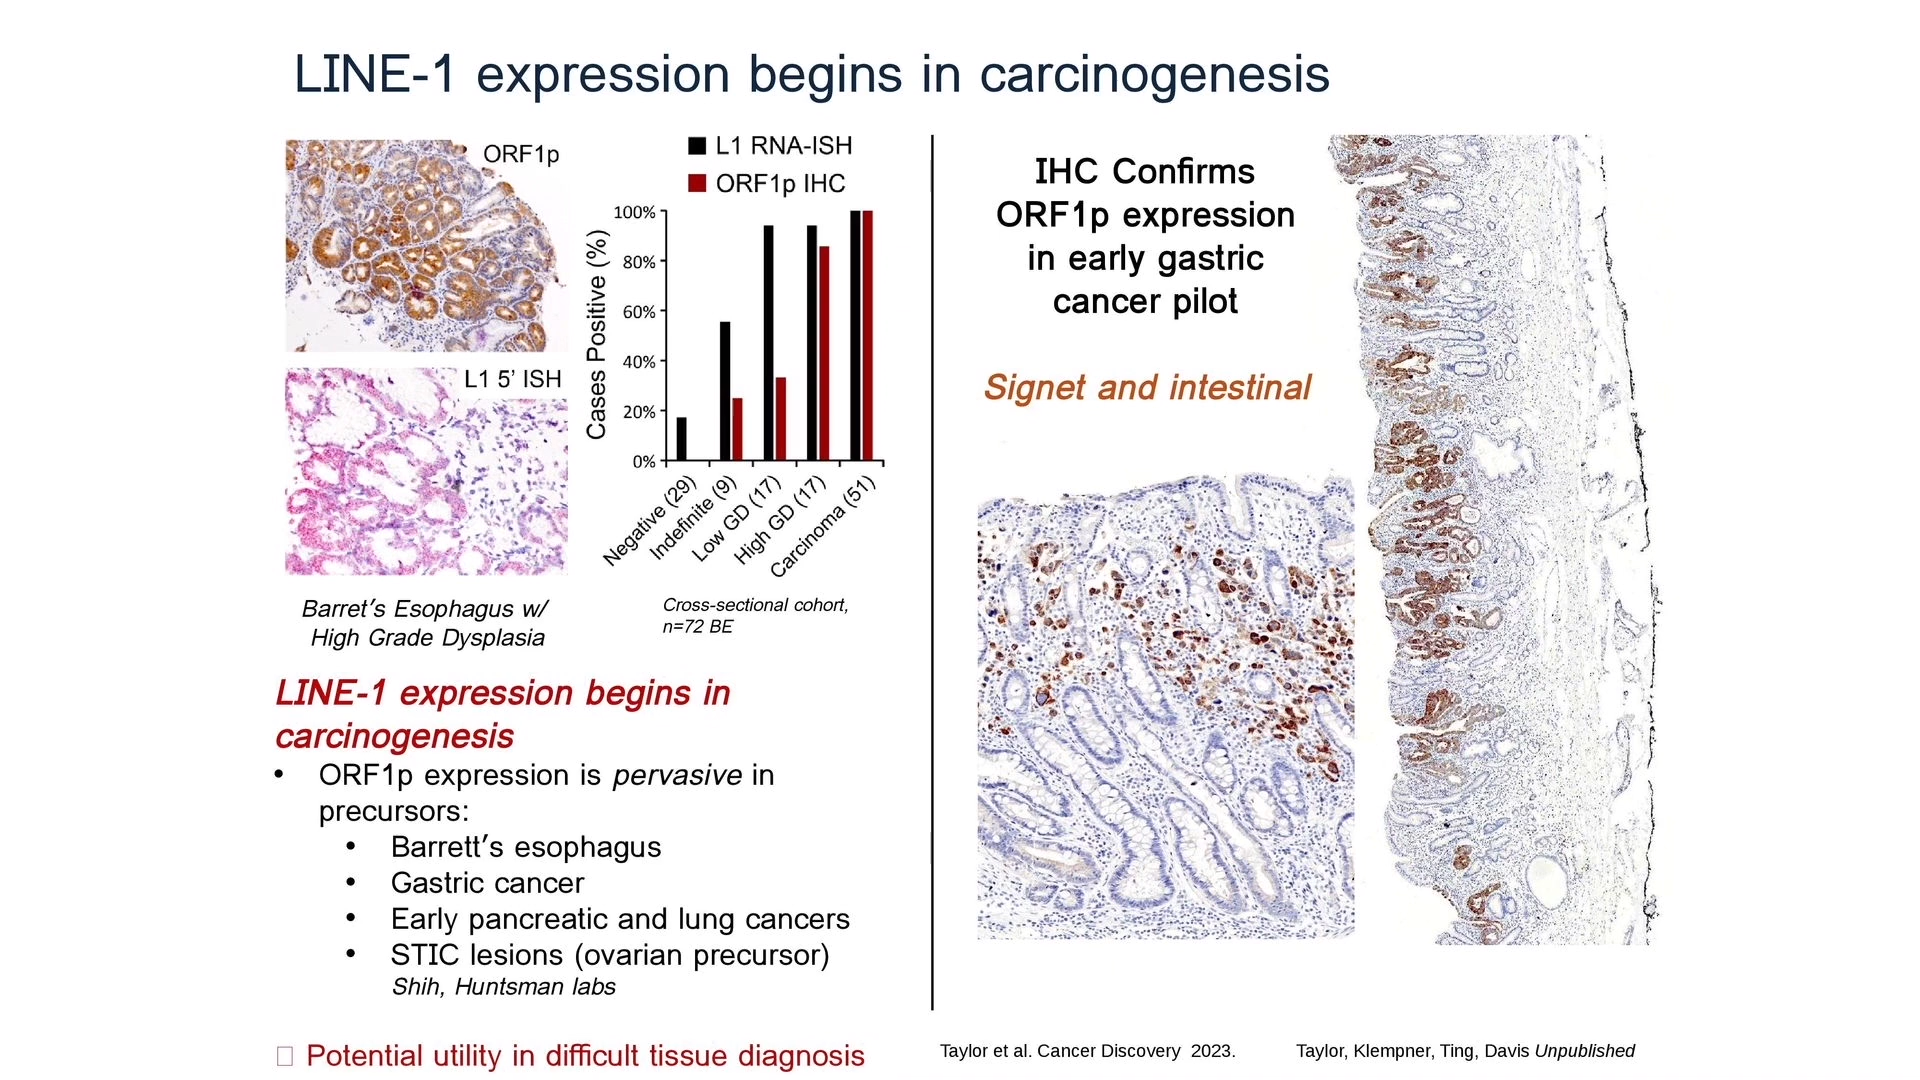 LINE-1 expression begins in carcinogenesis
ORF1p
L1 5’ ISH
Barret’s Esophagus w/
High Grade Dysplasia
L1 RNA-ISH
ORF1p IHC
Cases Positive (%)
100%
80%
60%
40%
20%
0%
Negative (29)
Indefinite (9)
Low GD (17)
High GD (17)
Carcinoma (51)
Cross-sectional cohort,
n=72 BE
LINE-1 expression begins in
carcinogenesis
• ORF1p expression is pervasive in
precursors:
• Barrett’s esophagus
• Gastric cancer
• Early pancreatic and lung cancers
• STIC lesions (ovarian precursor)
Shih, Huntsman labs
Potential utility in difficult tissue diagnosis
IHC Confirms
ORF1p expression
in early gastric
cancer pilot
Signet and intestinal
Taylor et al. Cancer Discovery 2023.
Taylor, Klempner, Ting, Davis Unpublished